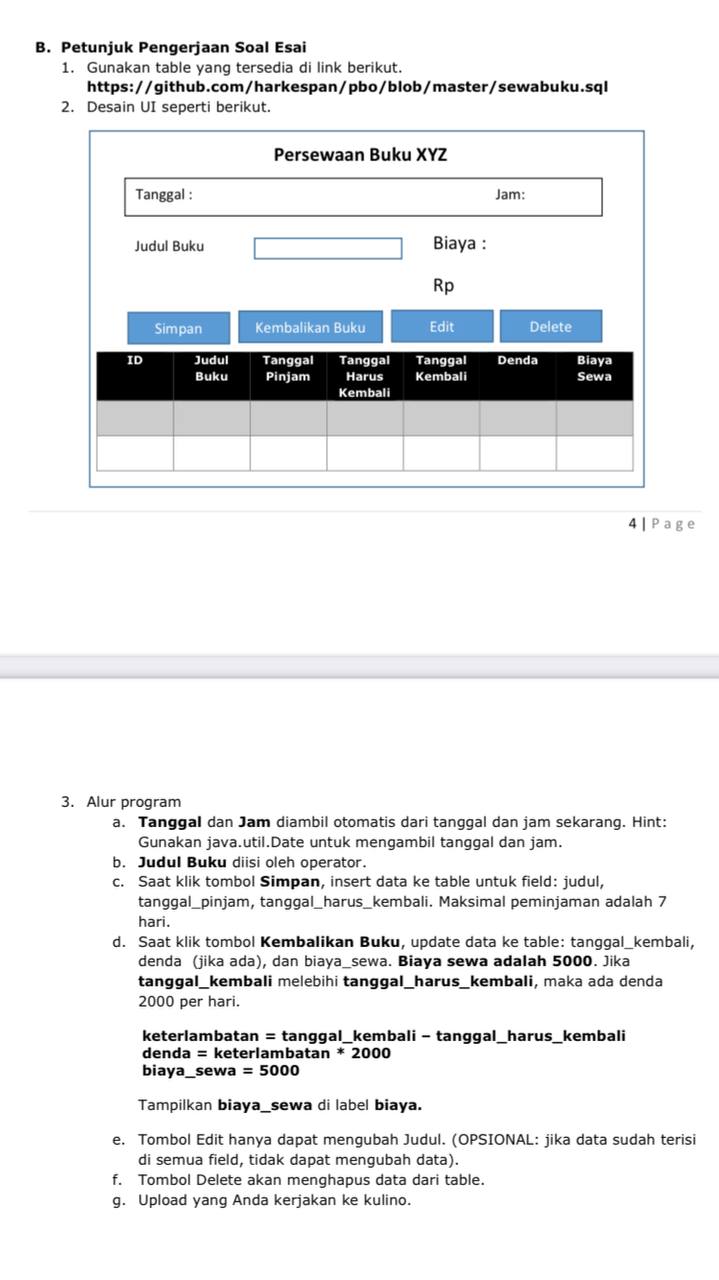 B. Petunjuk Pengerjaan Soal Esai
1. Gunakan table yang tersedia di link berikut.
https://github.com/harkespan/pbo/blob/master/sewabuku.sql
2. Desain UI seperti berikut.
Persewaan Buku XYZ
Tanggal : Jam:
Judul Buku Biaya :
Rp
Simpan Kembalikan Buku Edit Delete
ID Judul Tanggal Tanggal Tanggal Denda Biaya
Buku Pinjam Harus Kembali Sewa
Kembali
4 | Page
3. Alur program
a. Tanggal dan Jam diambil otomatis dari tanggal dan jam sekarang. Hint:
Gunakan java.util.Date untuk mengambil tanggal dan jam.
b. Judul Buku diisi oleh operator.
c. Saat klik tombol Simpan, insert data ke table untuk field: judul,
tanggal_pinjam, tanggal_harus_kembali. Maksimal peminjaman adalah 7
hari.
d. Saat klik tombol Kembalikan Buku, update data ke table: tanggal_kembali,
denda (jika ada), dan biaya_sewa. Biaya sewa adalah 5000. Jika
tanggal_kembali melebihi tanggal_harus_kembali, maka ada denda
2000 per hari.
keterlambatan = tanggal_kembali – tanggal_harus_kembali
denda = keterlambatan * 2000
biaya_sewa = 5000
Tampilkan biaya_sewa di label biaya.
e. Tombol Edit hanya dapat mengubah Judul. (OPSIONAL: jika data sudah terisi
di semua field, tidak dapat mengubah data).
f. Tombol Delete akan menghapus data dari table.
g. Upload yang Anda kerjakan ke kulino.